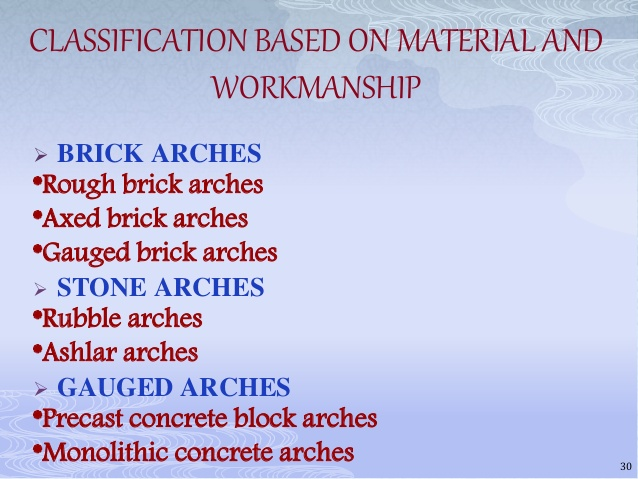 CLASSIFICATION BASED ON MATERIAL AND
WORKMANSHIP
➢ BRICK ARCHES
•Rough brick arches
•Axed brick arches
•Gauged brick arches
➢ STONE ARCHES
•Rubble arches
•Ashlar arches
➢ GAUGED ARCHES
•Precast concrete block arches
•Monolithic concrete arches
30